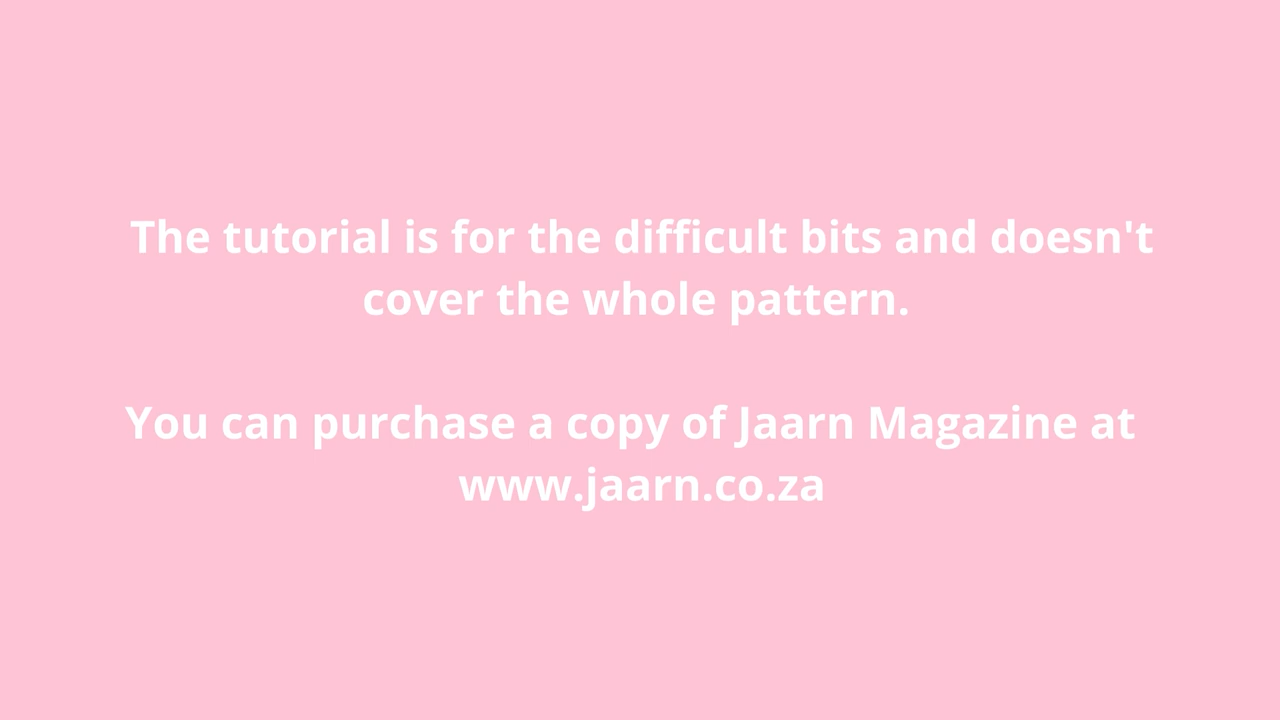 The tutorial is for the difficult bits and doesn't
cover the whole pattern.
You can purchase a copy of Jaarn Magazine at
www.jaarn.co.za